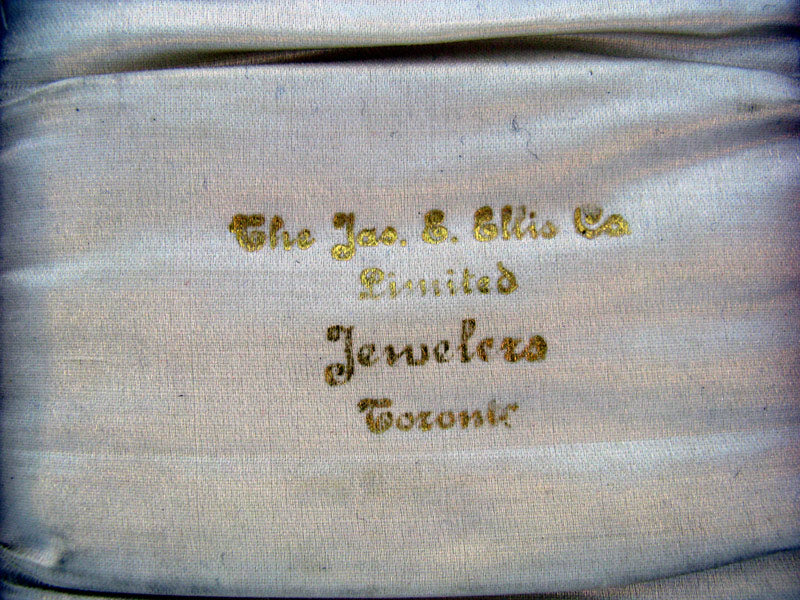 The Jas. E. Ellis Co
Limited
Jewelers
Toronto